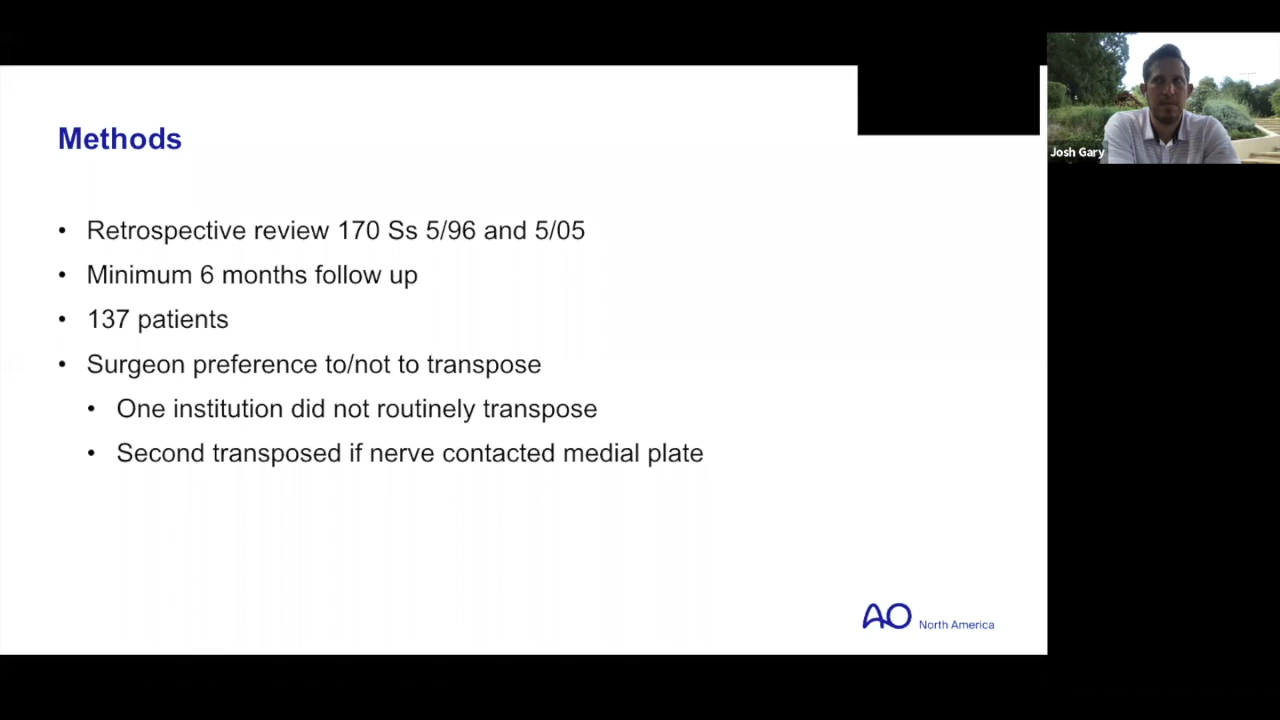 Methods
• Retrospective review 170 Ss 5/96 and 5/05
• Minimum 6 months follow up
• 137 patients
• Surgeon preference to/not to transpose
• One institution did not routinely transpose
• Second transposed if nerve contacted medial plate
AO North America
Josh Gary